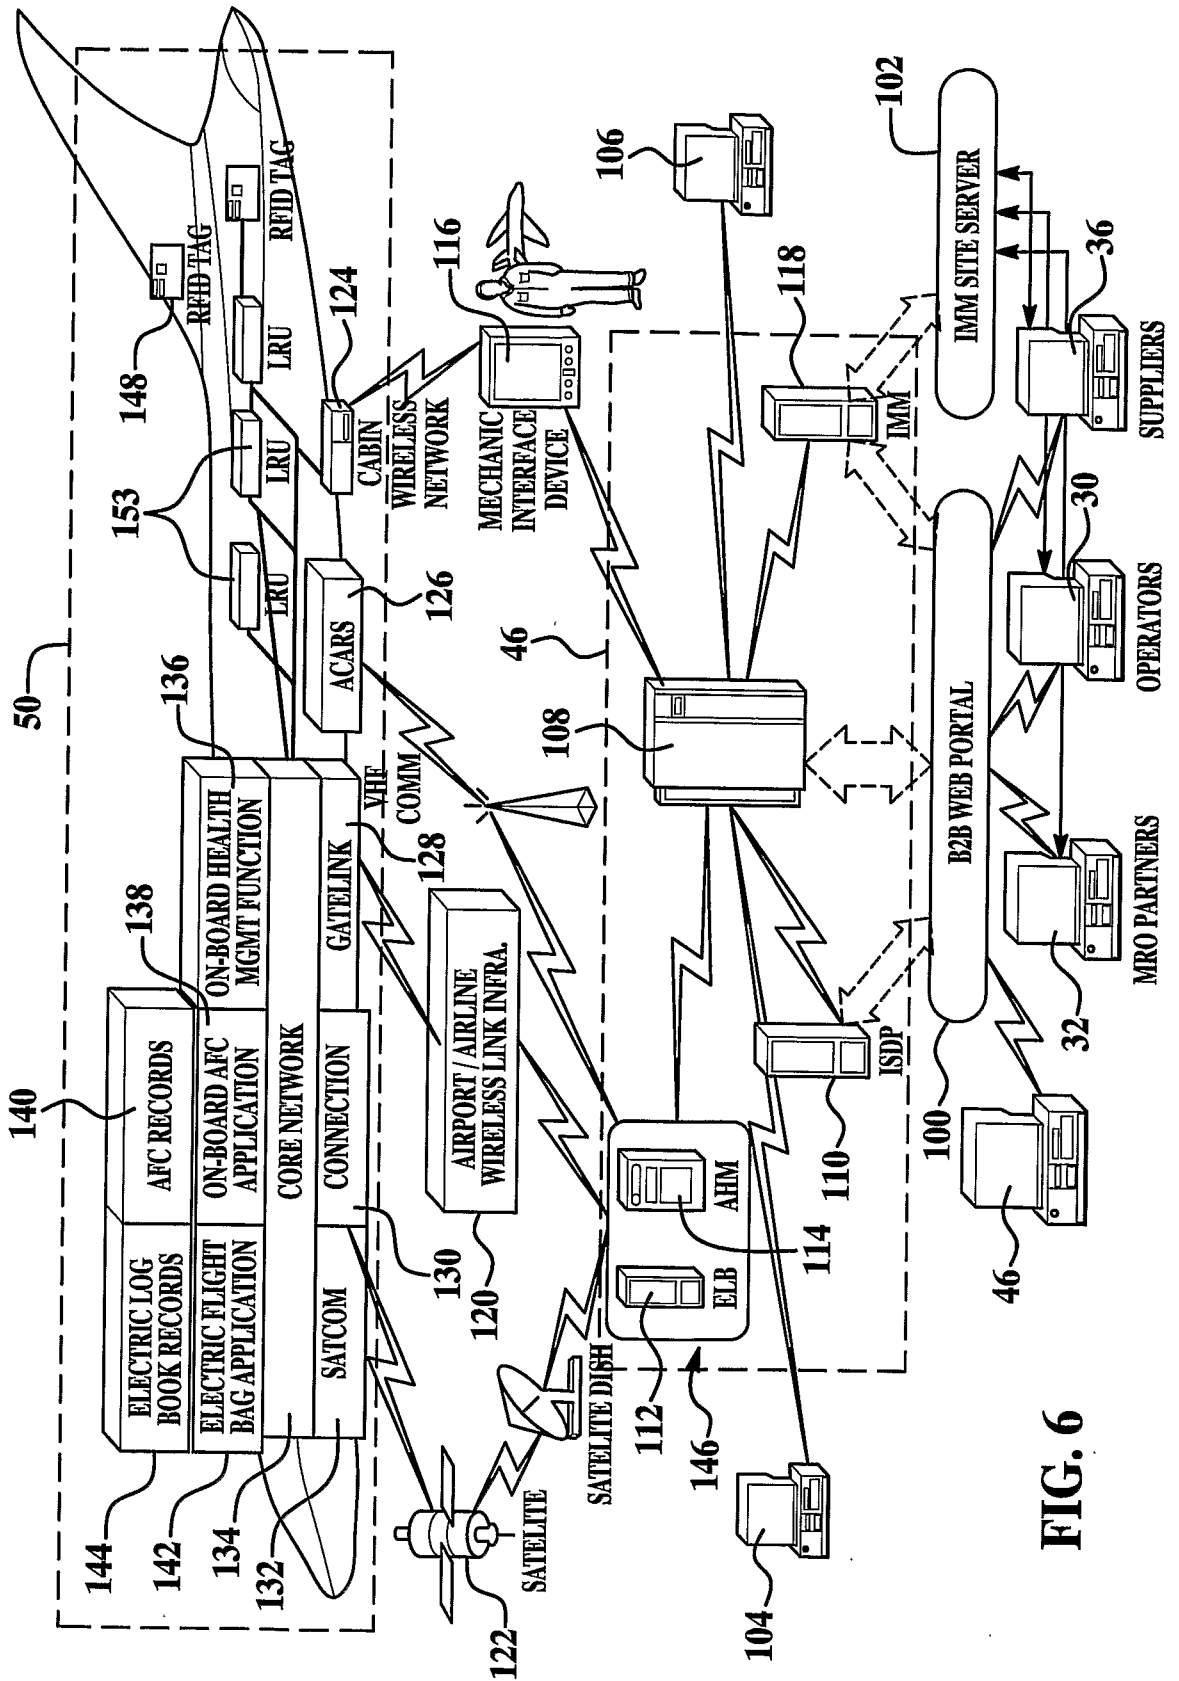 50
140
138
136
144
142
134
132
ELECTRIC LOG
BOOK RECORDS
AFC RECORDS
ELECTRIC FLIGHT
BAG APPLICATION
ON-BOARD AFC
APPLICATION
ON-BOARD HEALTH
MGMT FUNCTION
CORE NETWORK
SATCOM
CONNECTION
GATELINK
153
148
RFID TAG
RFID TAG
LRU
LRU
LRU
ACARS
126
124
CABIN
WIRELESS
NETWORK
VHF
COMM
128
130
122
SATELITE
SATELITE DISH
120
AIRPORT / AIRLINE
WIRELESS LINK INFRA.
116
MECHANIC
INTERFACE
DEVICE
46
146
112
ELB
114
AHM
110
ISDP
108
118
IMM
106
104
100
B2B WEB PORTAL
102
IMM SITE SERVER
46
32
MRO PARTNERS
30
OPERATORS
36
SUPPLIERS
FIG. 6